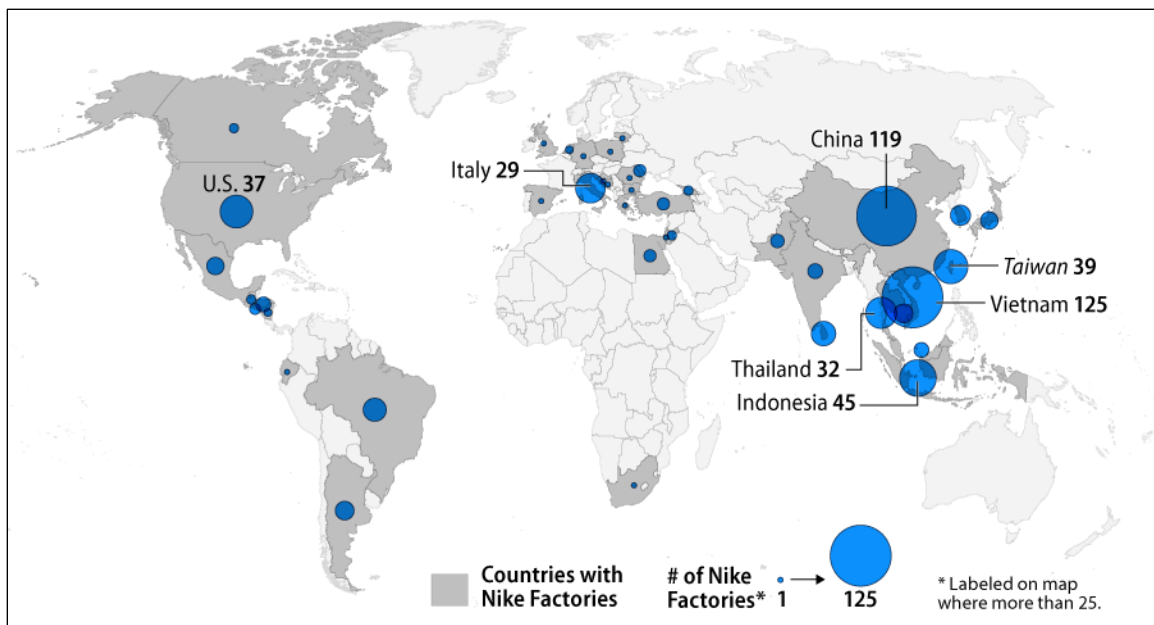 China 119
Italy 29
U.S. 37
Taiwan 39
Vietnam 125
Thailand 32
Indonesia 45
Countries with
Nike Factories
# of Nike
Factories*
1
125
* Labeled on map
where more than 25.